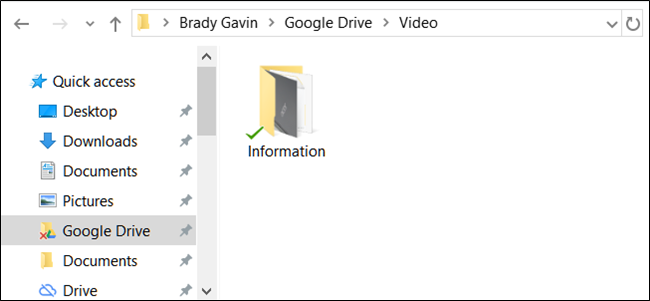 Brady Gavin > Google Drive > Video
Quick access
Desktop
Downloads
Documents
Pictures
Google Drive
Documents
Drive
Information